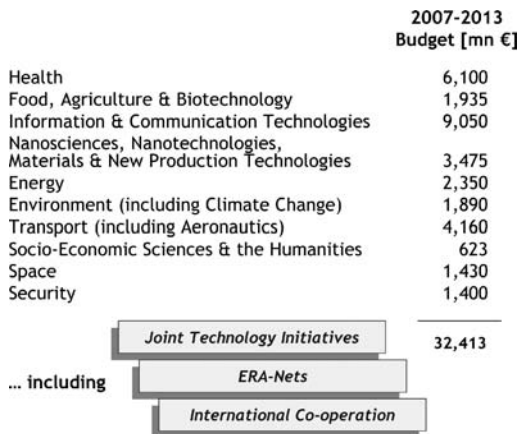 2007-2013
Budget [mn €]
Health 6,100
Food, Agriculture & Biotechnology 1,935
Information & Communication Technologies 9,050
Nanosciences, Nanotechnologies,
Materials & New Production Technologies 3,475
Energy 2,350
Environment (including Climate Change) 1,890
Transport (including Aeronautics) 4,160
Socio-Economic Sciences & the Humanities 623
Space 1,430
Security 1,400
Joint Technology Initiatives 32,413
... including ERA-Nets
International Co-operation